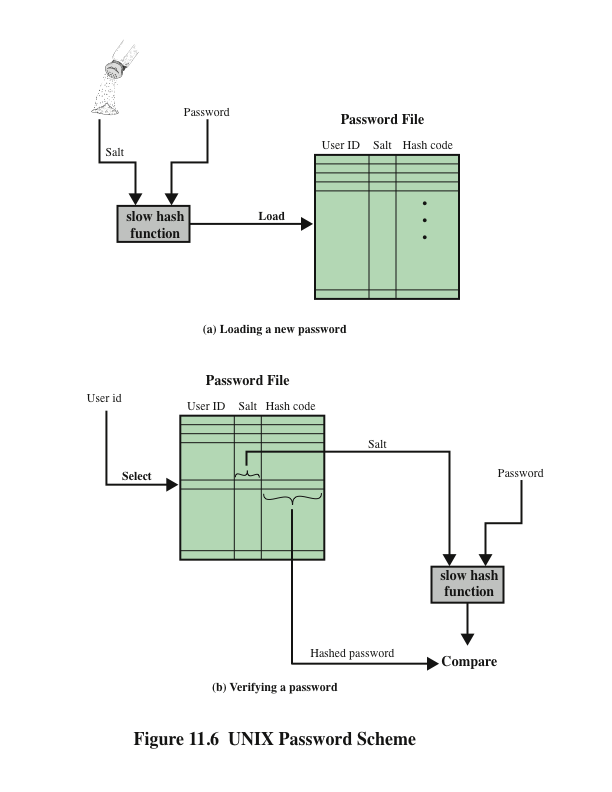 Password
Password File
Salt
User ID Salt Hash code
slow hash
function
Load
(a) Loading a new password
Password File
User id
User ID Salt Hash code
Salt
Select
Password
slow hash
function
Hashed password
Compare
(b) Verifying a password
Figure 11.6 UNIX Password Scheme